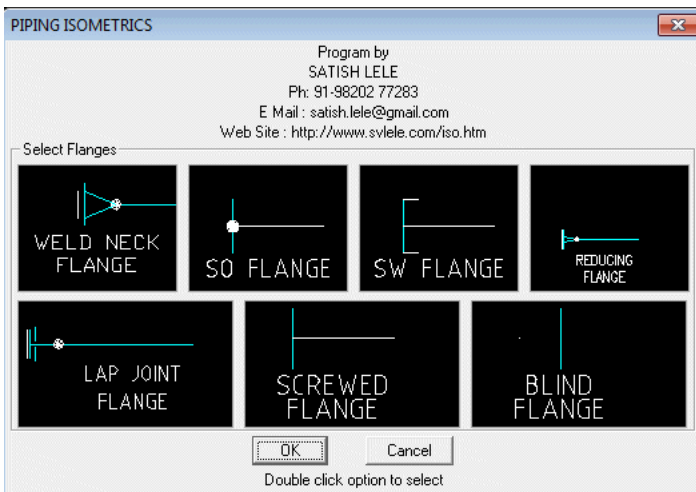 PIPING ISOMETRICS
Program by
SATISH LELE
Ph: 91-98202 77283
E Mail : satish.lele@gmail.com
Web Site : http://www.svlele.com/iso.htm
Select Flanges
WELD NECK
FLANGE
SO FLANGE
SW FLANGE
REDUCING
FLANGE
LAP JOINT
FLANGE
SCREWED
FLANGE
BLIND
FLANGE
OK
Cancel
Double click option to select